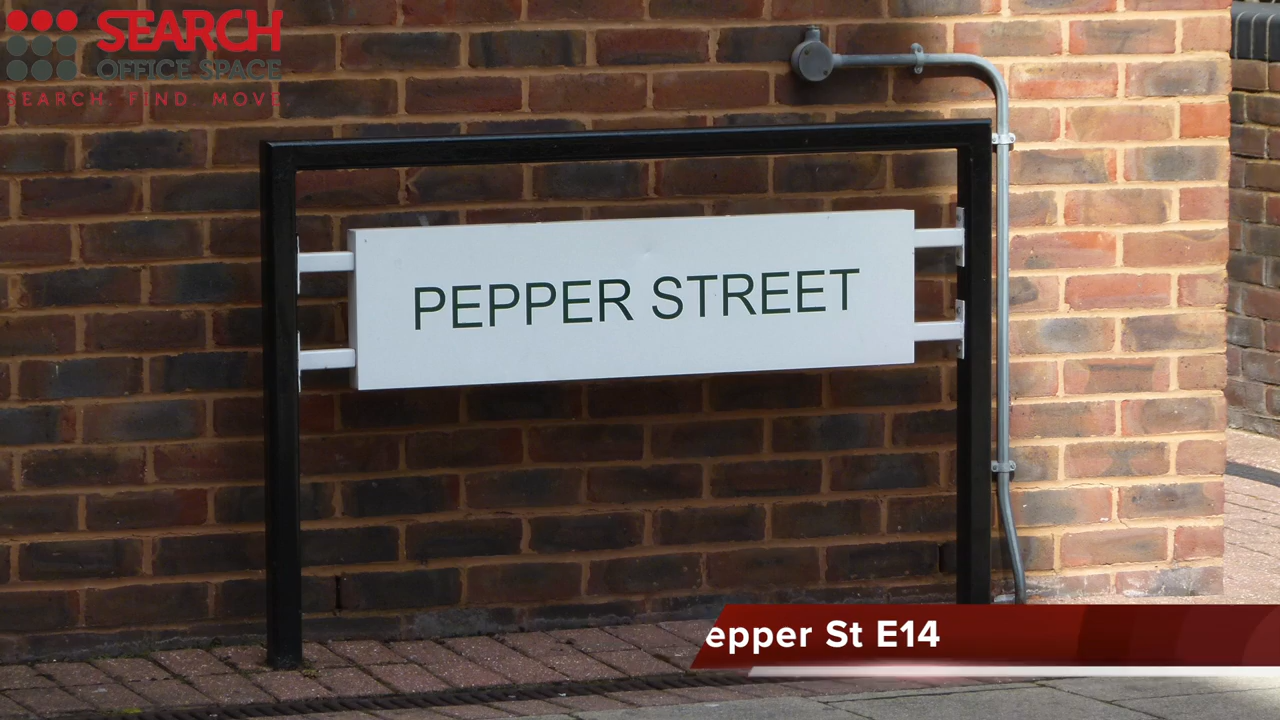 SEARCH
OFFICE SPACE
SEARCH. FIND. MOVE
PEPPER STREET
epper St E14